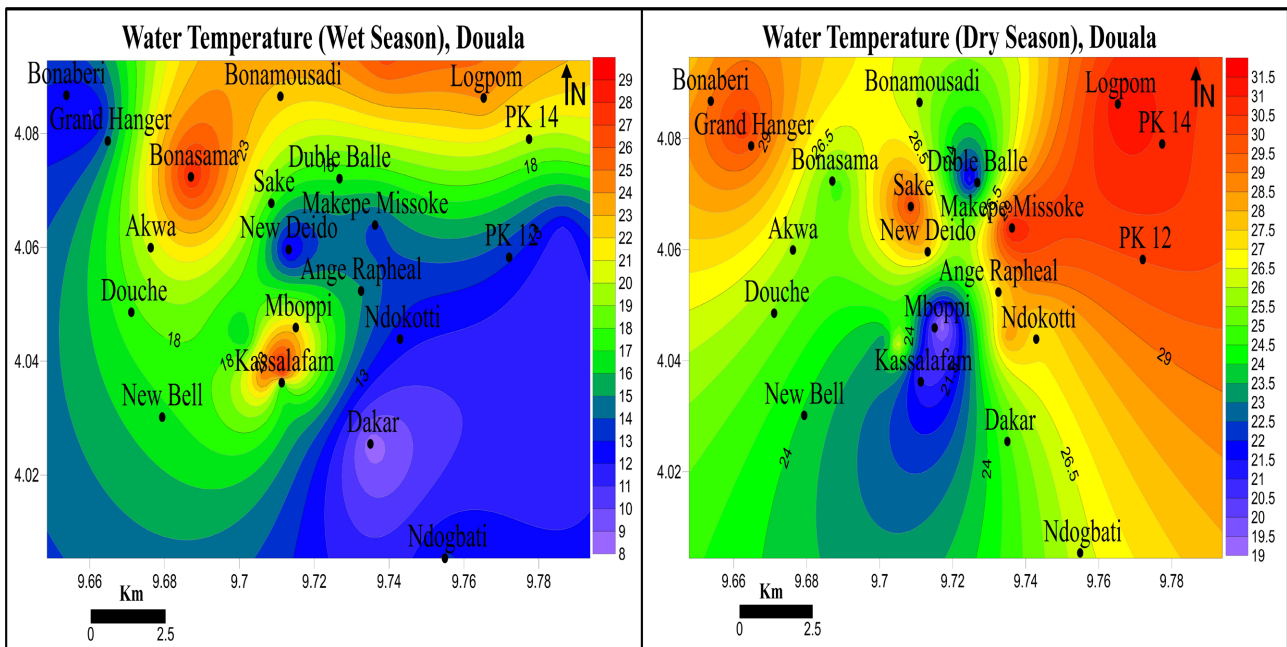 Water Temperature (Wet Season), Douala
Bonaberi
Bonamousadi
Logpom
N
Grand Hanger
PK 14
Bonasama
23
Duble Balle
18
Sake
Makepe Missoke
Akwa
New Deido
PK 12
Ange Rapheal
Douche
Mboppi
Ndokotti
18
18
Kassalafam
13
New Bell
Dakar
Ndogbati
4.08
4.06
4.04
4.02
9.66 9.68 9.7 9.72 9.74 9.76 9.78
29
28
27
26
25
24
23
22
21
20
19
18
17
16
15
14
13
12
11
10
9
8
Km
0 2.5
Water Temperature (Dry Season), Douala
Bonaberi
Bonamousadi
Logpom
N
Grand Hanger
29
PK 14
Bonasama
26.5
26.5
Duble Balle
Sake
Makepe Missoke
Akwa
New Deido
PK 12
Ange Rapheal
Douche
Mboppi
Ndokotti
24
29
Kassalafam
New Bell
Dakar
24
24
26.5
Ndogbati
4.08
4.06
4.04
4.02
9.66 9.68 9.7 9.72 9.74 9.76 9.78
31.5
31
30.5
30
29.5
29
28.5
28
27.5
27
26.5
26
25.5
25
24.5
24
23.5
23
22.5
22
21.5
21
20.5
20
19.5
19
Km
0 2.5